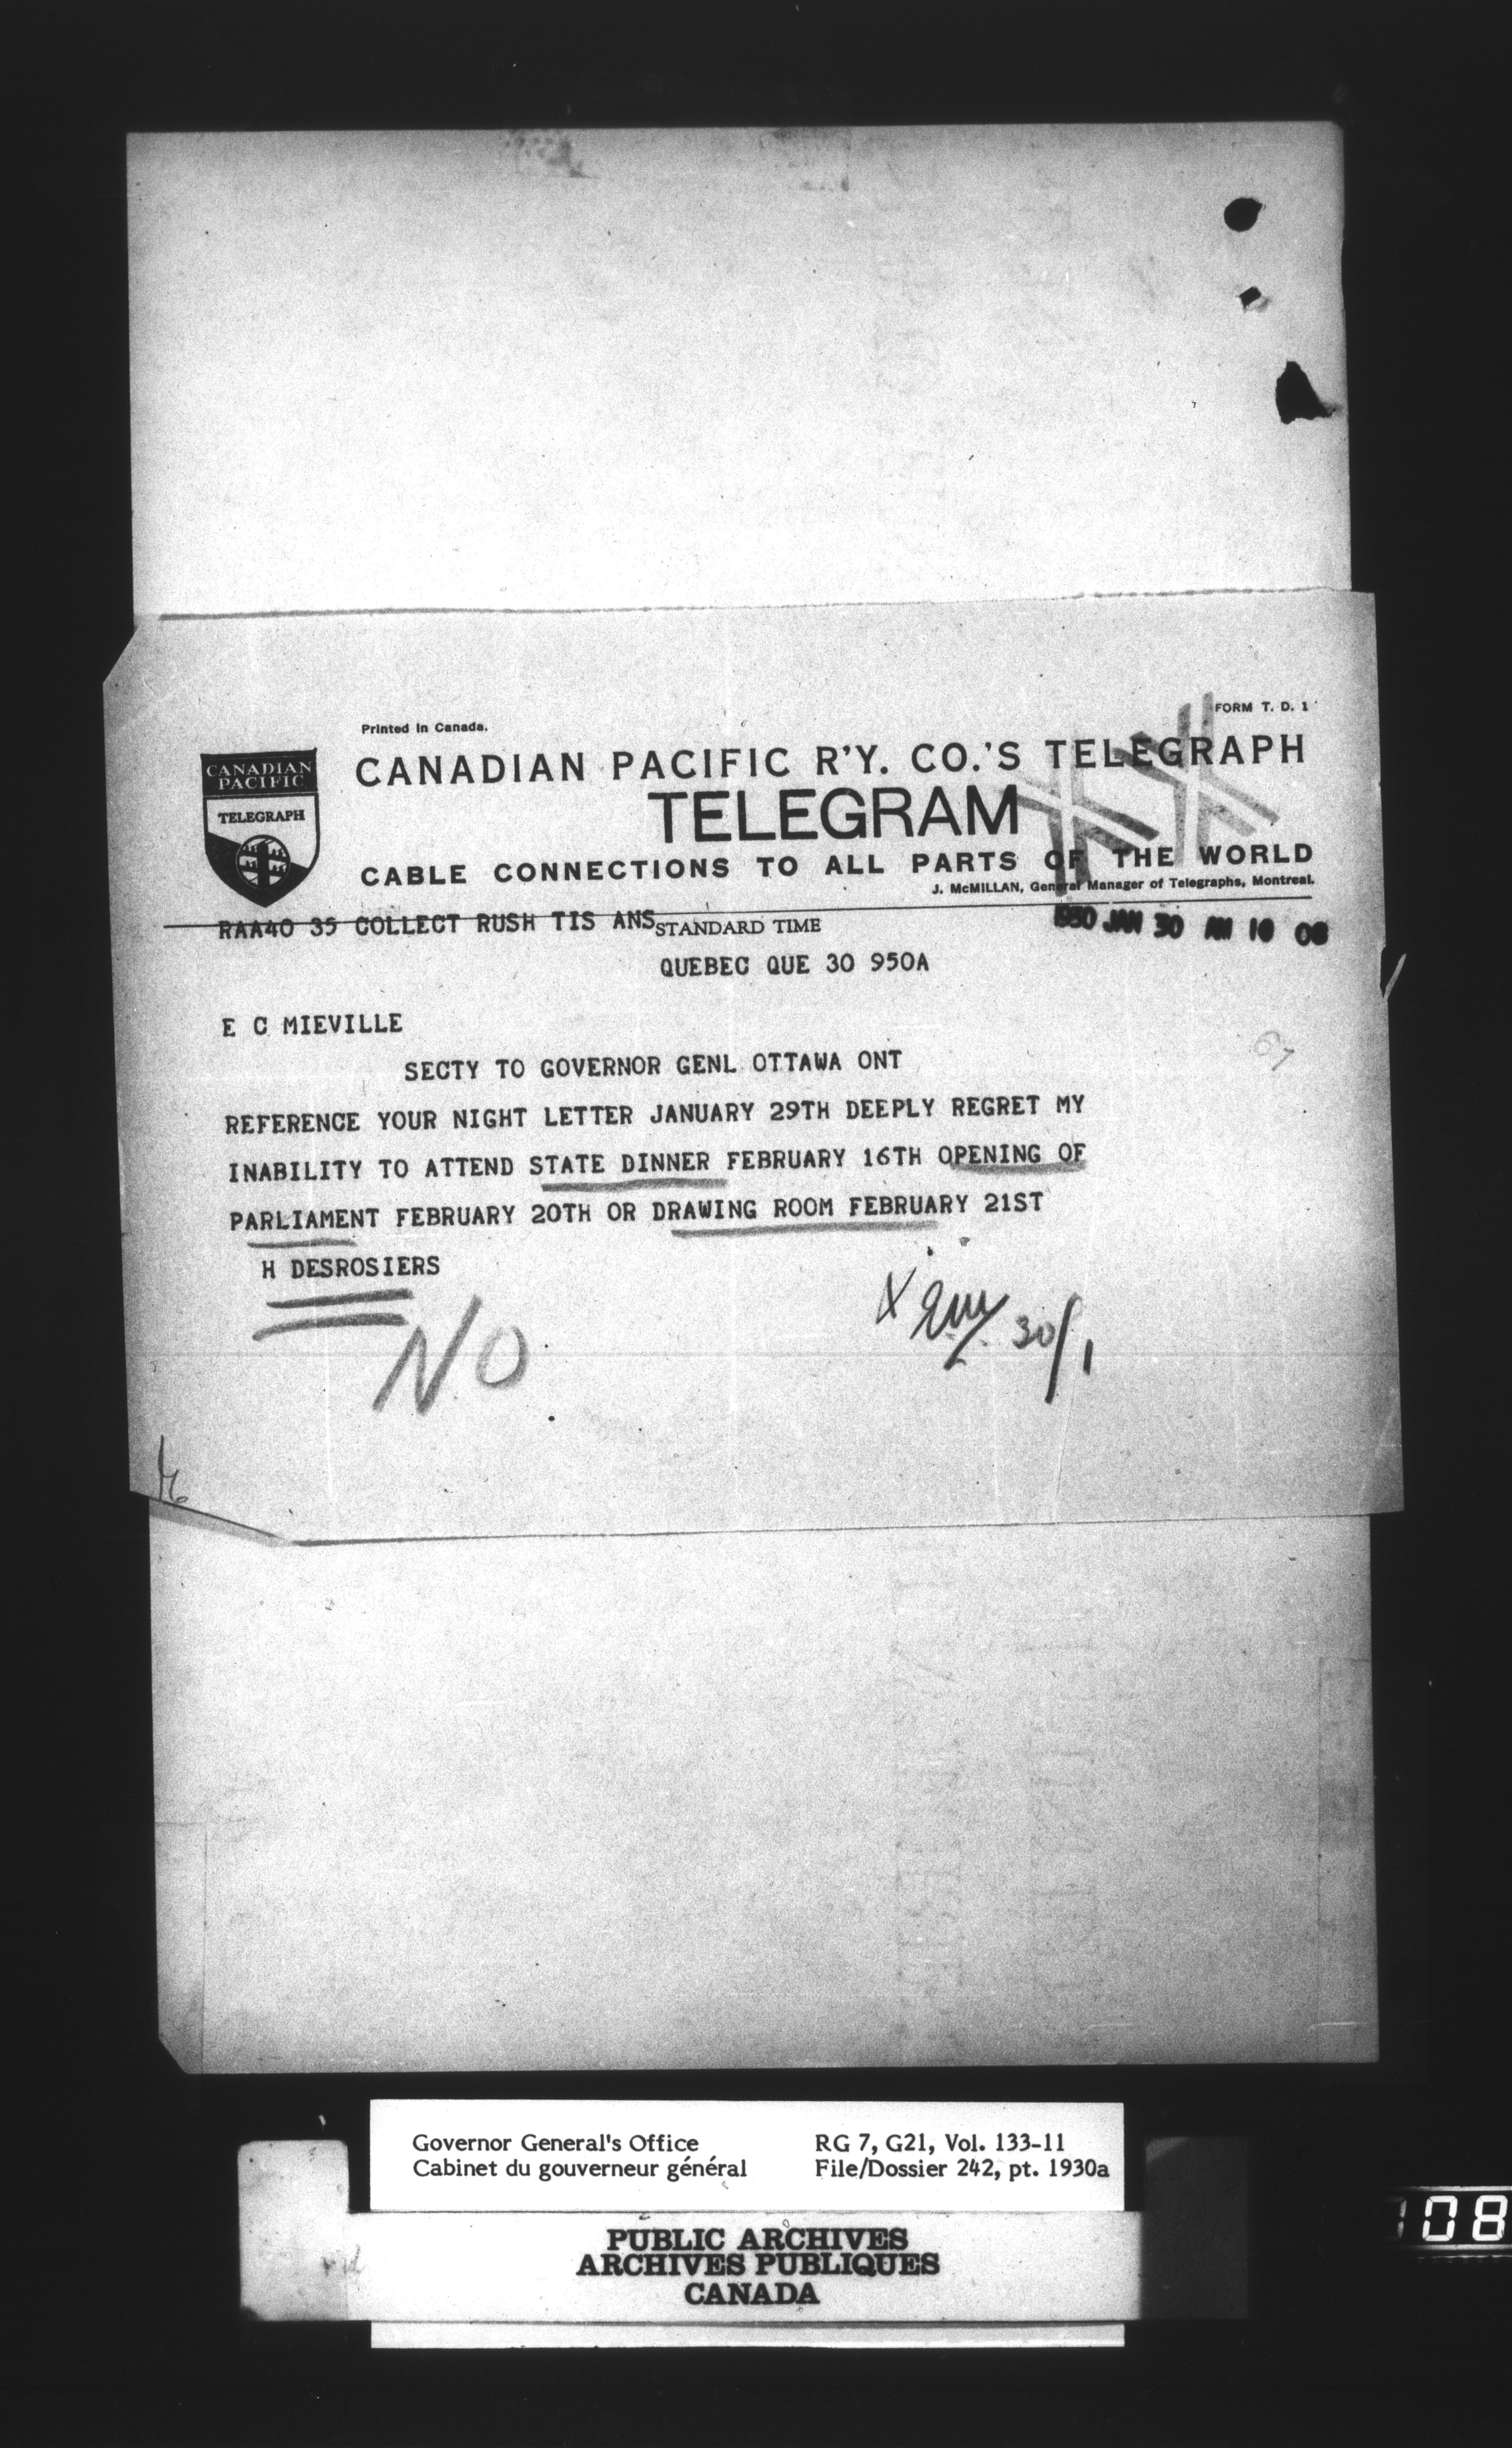 FORM T. D. 1
Printed in Canada.
CANADIAN PACIFIC R'Y. CO.'S TELEGRAPH
TELEGRAM
CABLE CONNECTIONS TO ALL PARTS OF THE WORLD
J. McMILLAN, General Manager of Telegraphs, Montreal.
CANADIAN
PACIFIC
TELEGRAPH
RAA40 35 COLLECT RUSH TIS ANS STANDARD TIME 1930 JAN 30 AM 10
QUEBEC QUE 30 950A
E C MIEVILLE
SECTY TO GOVERNOR GENL OTTAWA ONT
67
REFERENCE YOUR NIGHT LETTER JANUARY 29TH DEEPLY REGRET MY
INABILITY TO ATTEND STATE DINNER FEBRUARY 16TH OPENING OF
PARLIAMENT FEBRUARY 20TH OR DRAWING ROOM FEBRUARY 21ST
H DESROSIERS
NO
X 30/1
Governor General's Office RG 7, G21, Vol. 133-11
Cabinet du gouverneur général File/Dossier 242, pt. 1930a
PUBLIC ARCHIVES
ARCHIVES PUBLIQUES
CANADA
08